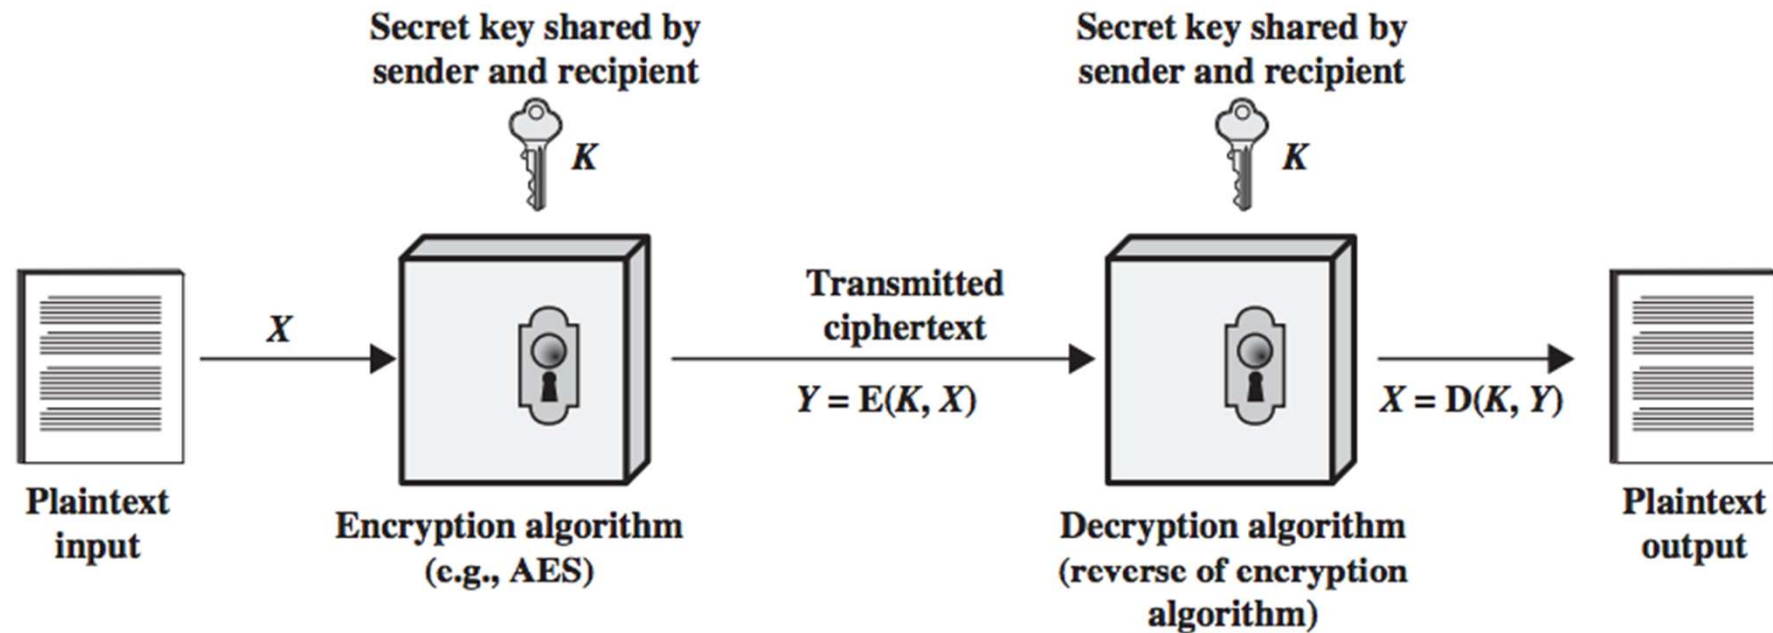 Secret key shared by
sender and recipient
K
Secret key shared by
sender and recipient
K
X
Transmitted
ciphertext
Y = E(K, X)
X = D(K, Y)
Plaintext
input
Encryption algorithm
(e.g., AES)
Decryption algorithm
(reverse of encryption
algorithm)
Plaintext
output